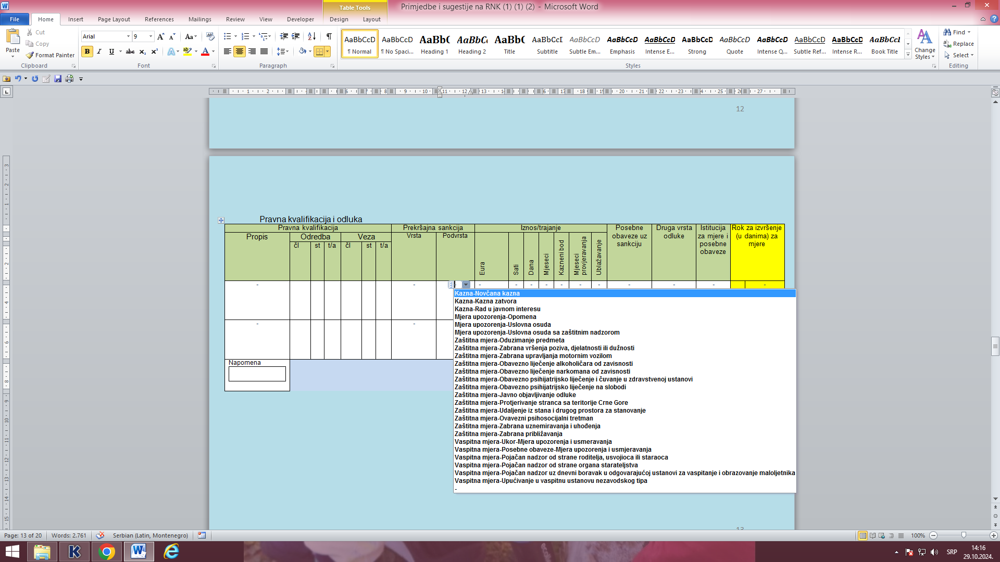 Table Tools
Primjedbe i sugestije na RNK (1) (1) (2) - Microsoft Word
File Home Insert Page Layout References Mailings Review View Developer Design Layout
Paste
Cut
Copy
Format Painter
Clipboard
Arial 9
Font
Paragraph
AaBbCcD AaBbCcD AaBbC AaBbCc AaBbC AaBbCcI AaBbCcD AaBbCcD AaBbCcD AaBbCcD AaBbCcD AaBbCcD AaBbCcD AaBbCcD AaBbCcI
¶ Normal ¶ No Spaci... Heading 1 Heading 2 Title Subtitle Subtle Em... Emphasis Intense E... Strong Quote Intense Q... Subtle Ref... Intense R... Book Title
Change Styles
Styles
Find
Replace
Select
Editing
12
Pravna kvalifikacija i odluka
Pravna kvalifikacija Prekršajna sankcija Iznos/trajanje
Propis Odredba Veza Vrsta Podvrsta
čl st t/a čl st t/a
Eura Sati Dana Mjeseci Kazneni bod Mjeseci provjeravanja Ublažavanje
Posebne obaveze uz sankciju
Druga vrsta odluke
Institucija za mjere i posebne obaveze
Rok za izvršenje (u danima) za mjere
- - - - - - - - - - - - - -
Kazna-Novčana kazna
Kazna-Kazna zatvora
Kazna-Rad u javnom interesu
Mjera upozorenja-Opomena
Mjera upozorenja-Uslovna osuda
Mjera upozorenja-Uslovna osuda sa zaštitnim nadzorom
Zaštitna mjera-Oduzimanje predmeta
Zaštitna mjera-Zabrana vršenja poziva, djelatnosti ili dužnosti
Zaštitna mjera-Zabrana upravljanja motornim vozilom
Zaštitna mjera-Obavezno liječenje alkoholičara od zavisnosti
Zaštitna mjera-Obavezno liječenje narkomana od zavisnosti
Zaštitna mjera-Obavezno psihijatrijsko liječenje i čuvanje u zdravstvenoj ustanovi
Zaštitna mjera-Obavezno psihijatrijsko liječenje na slobodi
Zaštitna mjera-Javno objavljivanje odluke
Zaštitna mjera-Protjerivanje stranca sa teritorije Crne Gore
Zaštitna mjera-Udaljenje iz stana i drugog prostora za stanovanje
Zaštitna mjera-Ovavezni psihosocijalni tretman
Zaštitna mjera-Zabrana uznemiravanja i uhođenja
Zaštitna mjera-Zabrana približavanja
Vaspitna mjera-Ukor-Mjera upozorenja i usmeravanja
Vaspitna mjera-Posebne obaveze-Mjera upozorenja i usmjeravanja
Vaspitna mjera-Pojačan nadzor od strane roditelja, usvojioca ili staraoca
Vaspitna mjera-Pojačan nadzor od strane organa starateljstva
Vaspitna mjera-Pojačan nadzor uz dnevni boravak u odgovarajućoj ustanovi za vaspitanje i obrazovanje maloljetnika
Vaspitna mjera-Upućivanje u vaspitnu ustanovu nezavodskog tipa
-
- -
Napomena
13
Page: 13 of 20 Words: 2.761 Serbian (Latin, Montenegro) 100%
SRP
14:16
29.10.2024.